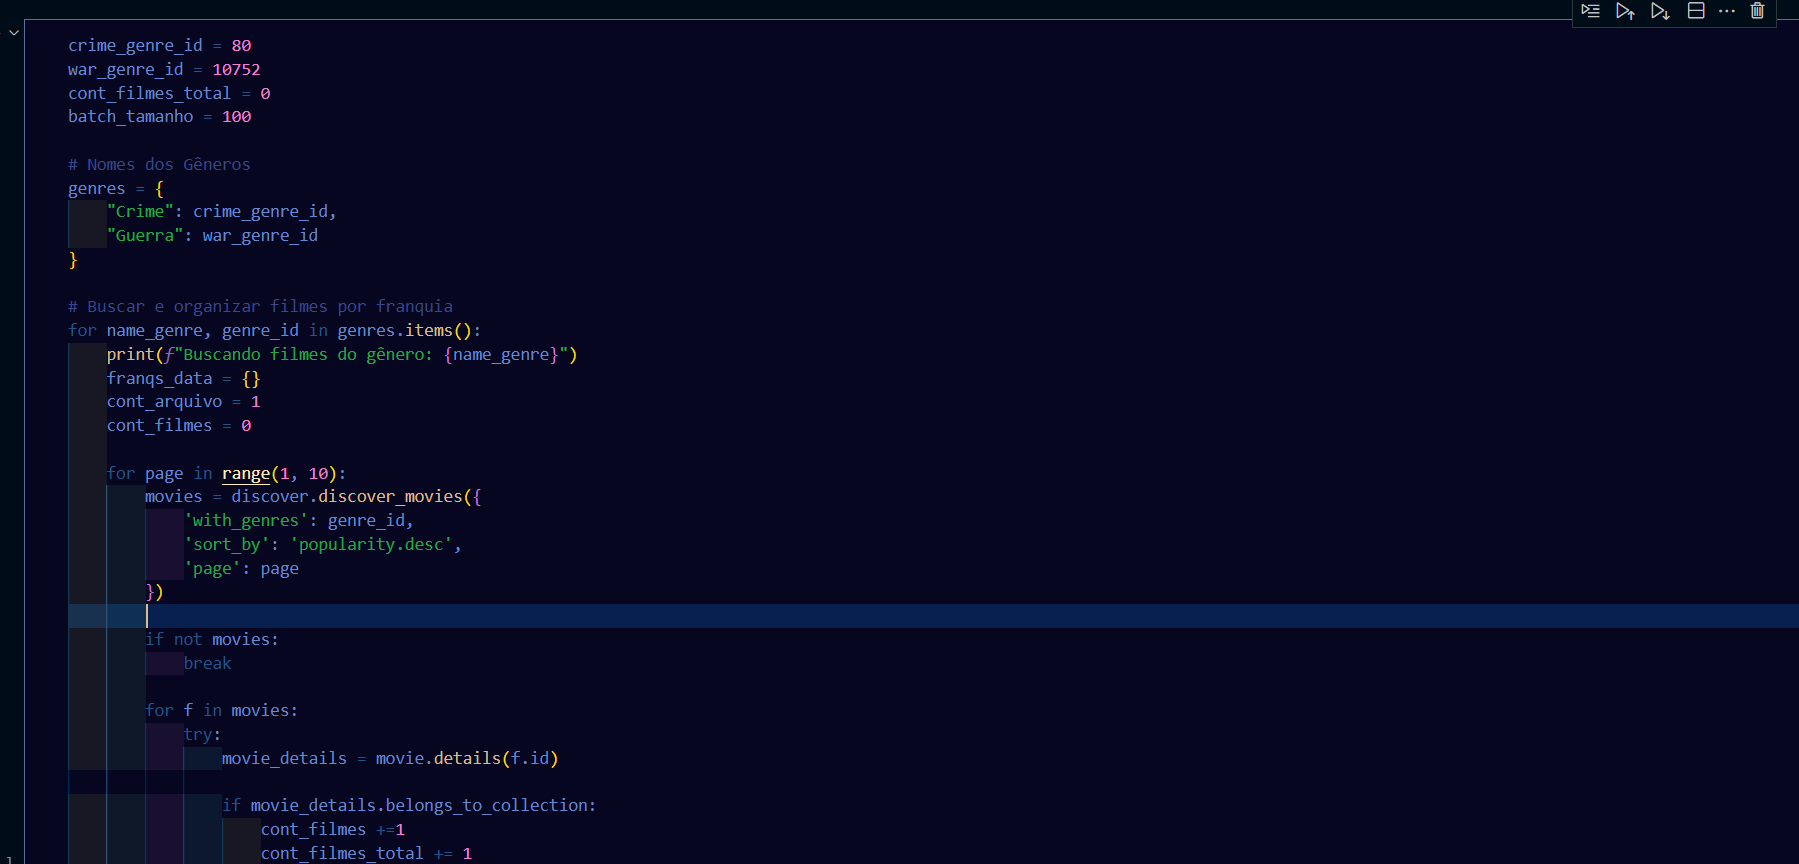 crime_genre_id = 80
war_genre_id = 10752
cont_filmes_total = 0
batch_tamanho = 100
# Nomes dos Gêneros
genres = {
    "Crime": crime_genre_id,
    "Guerra": war_genre_id
}
# Buscar e organizar filmes por franquia
for name_genre, genre_id in genres.items():
    print(f"Buscando filmes do gênero: {name_genre}")
    franqs_data = {}
    cont_arquivo = 1
    cont_filmes = 0
    for page in range(1, 10):
        movies = discover.discover_movies({
            'with_genres': genre_id,
            'sort_by': 'popularity.desc',
            'page': page
        })
        if not movies:
            break
        for f in movies:
            try:
                movie_details = movie.details(f.id)
                if movie_details.belongs_to_collection:
                    cont_filmes +=1
                    cont_filmes_total += 1